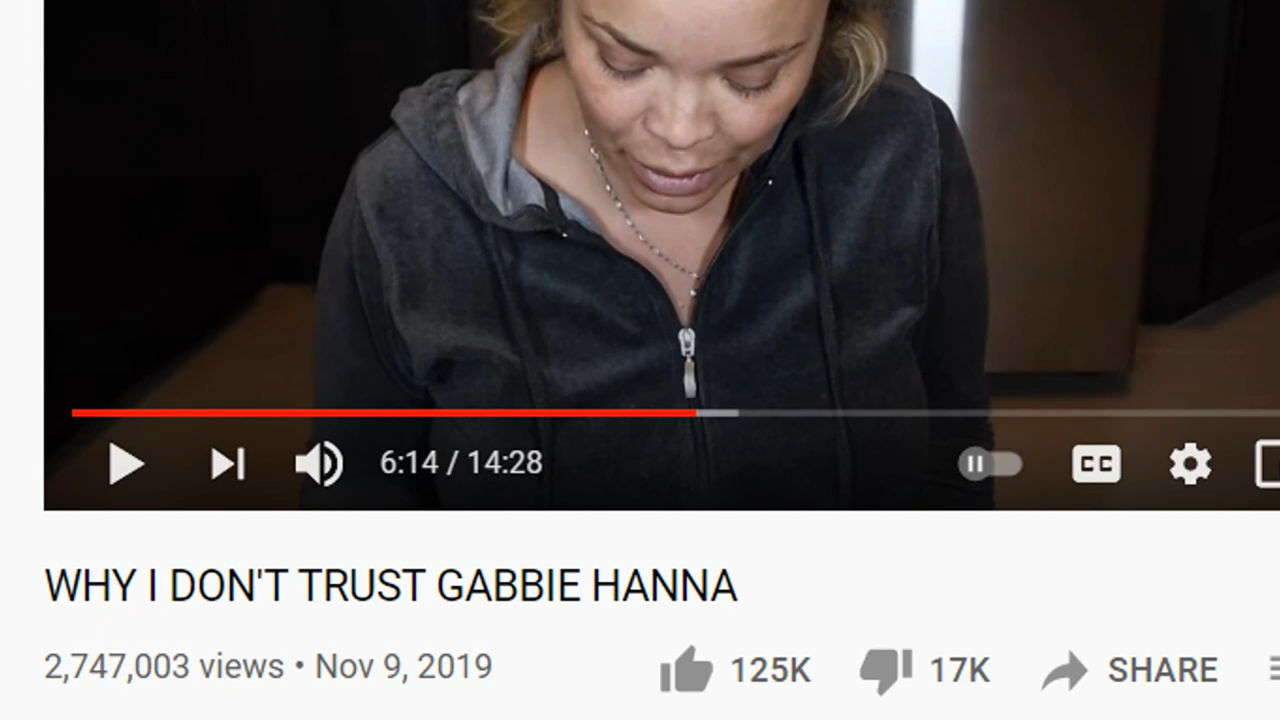 6:14 / 14:28
CC
WHY I DON'T TRUST GABBIE HANNA
2,747,003 views • Nov 9, 2019
125K
17K
SHARE